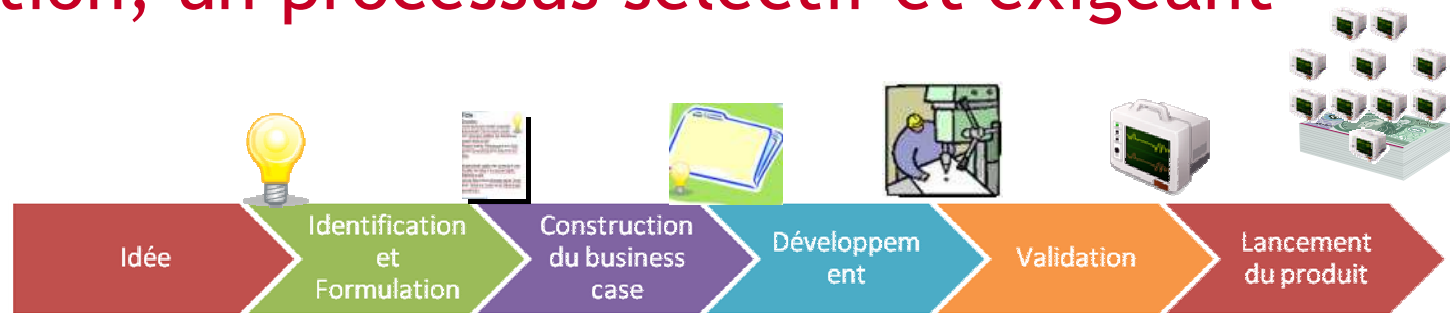 tion, un processus sélectif et exigeant
Idée
Identification
et
Formulation
Construction
du business
case
Développem
ent
Validation
Lancement
du produit